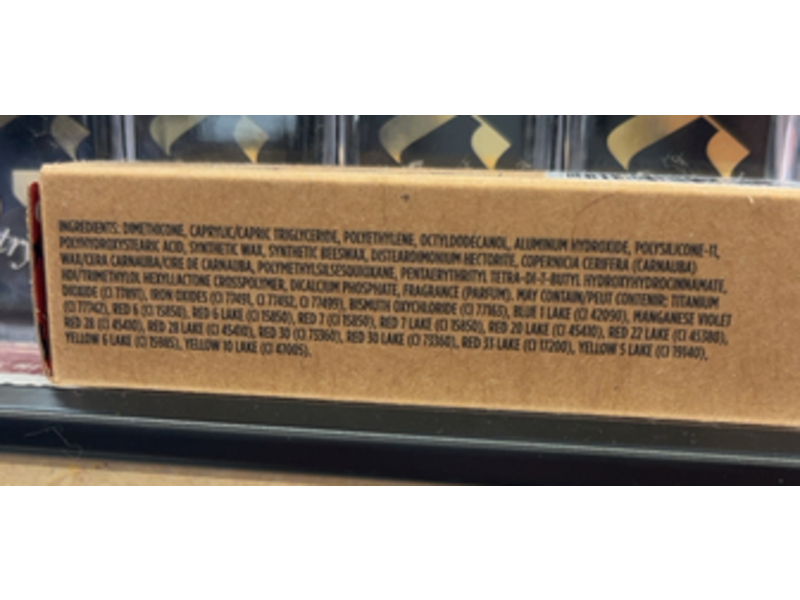 INGREDIENTS: DIMETHICONE, CAPRYLIC/CAPRIC TRIGLYCERIDE, POLYETHYLENE, OCTYLDODECANOL, ALUMINUM HYDROXIDE, POLYSILICONE-11,
POLYHYDROXYSTEARIC ACID, SYNTHETIC WAX, SYNTHETIC BEESWAX, DISTEARDIMONIUM HECTORITE, COPERNICIA CERIFERA (CARNAUBA)
WAX/CERA CARNAUBA/CIRE DE CARNAUBA, POLYMETHYLSILSESQUIOXANE, PENTAERYTHRITYL TETRA-DI-T-BUTYL HYDROXYHYDROCINNAMATE,
HDI/TRIMETHYLOL HEXYLLACTONE CROSSPOLYMER, DICALCIUM PHOSPHATE, FRAGRANCE (PARFUM). MAY CONTAIN/PEUT CONTENIR: TITANIUM
DIOXIDE (CI 77891), IRON OXIDES (CI 77491, CI 77492, CI 77499), BISMUTH OXYCHLORIDE (CI 77163), BLUE 1 LAKE (CI 42090), MANGANESE VIOLET
(CI 77742), RED 6 (CI 15850), RED 6 LAKE (CI 15850), RED 7 (CI 15850), RED 7 LAKE (CI 15850), RED 20 LAKE (CI 45410), RED 22 LAKE (CI 45380),
RED 28 (CI 45410), RED 28 LAKE (CI 45410), RED 30 (CI 73360), RED 30 LAKE (CI 73360), RED 33 LAKE (CI 17200), YELLOW 5 LAKE (CI 19140),
YELLOW 6 LAKE (CI 15985), YELLOW 10 LAKE (CI 47005).